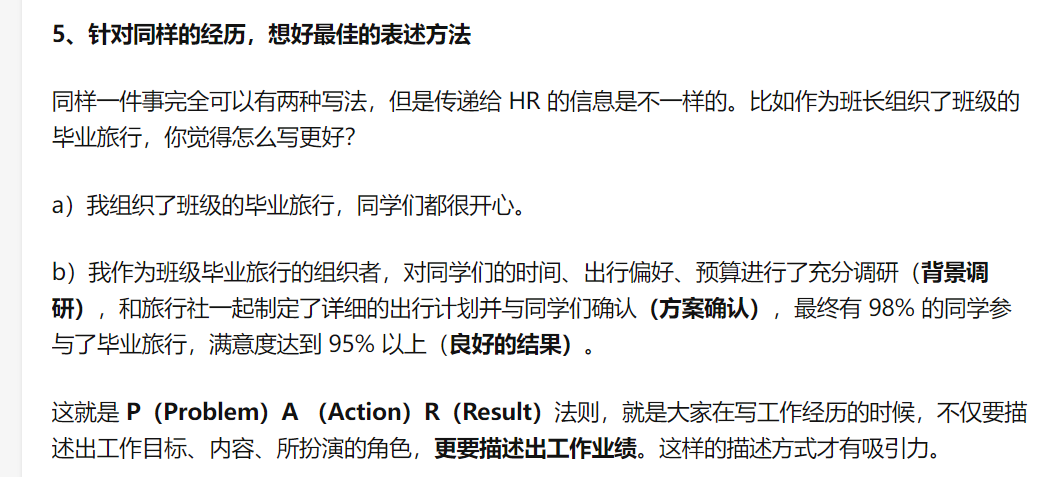 5、针对同样的经历，想好最佳的表述方法
同样一件事完全可以有两种写法，但是传递给 HR 的信息是不一样的。比如作为班长组织了班级的
毕业旅行，你觉得怎么写更好？
a）我组织了班级的毕业旅行，同学们都很开心。
b）我作为班级毕业旅行的组织者，对同学们的时间、出行偏好、预算进行了充分调研（背景调
研），和旅行社一起制定了详细的出行计划并与同学们确认（方案确认），最终有 98% 的同学参
与了毕业旅行，满意度达到 95% 以上（良好的结果）。
这就是 P（Problem）A （Action）R（Result）法则，就是大家在写工作经历的时候，不仅要描
述出工作目标、内容、所扮演的角色，更要描述出工作业绩。这样的描述方式才有吸引力。